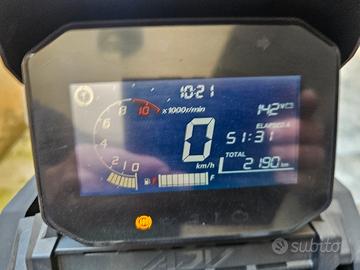 10:21
8 10 x1000r/min
6
4
2 0
142
ELAPSED A
51:31
0
km/h
TOTAL
2190 km
F
subito